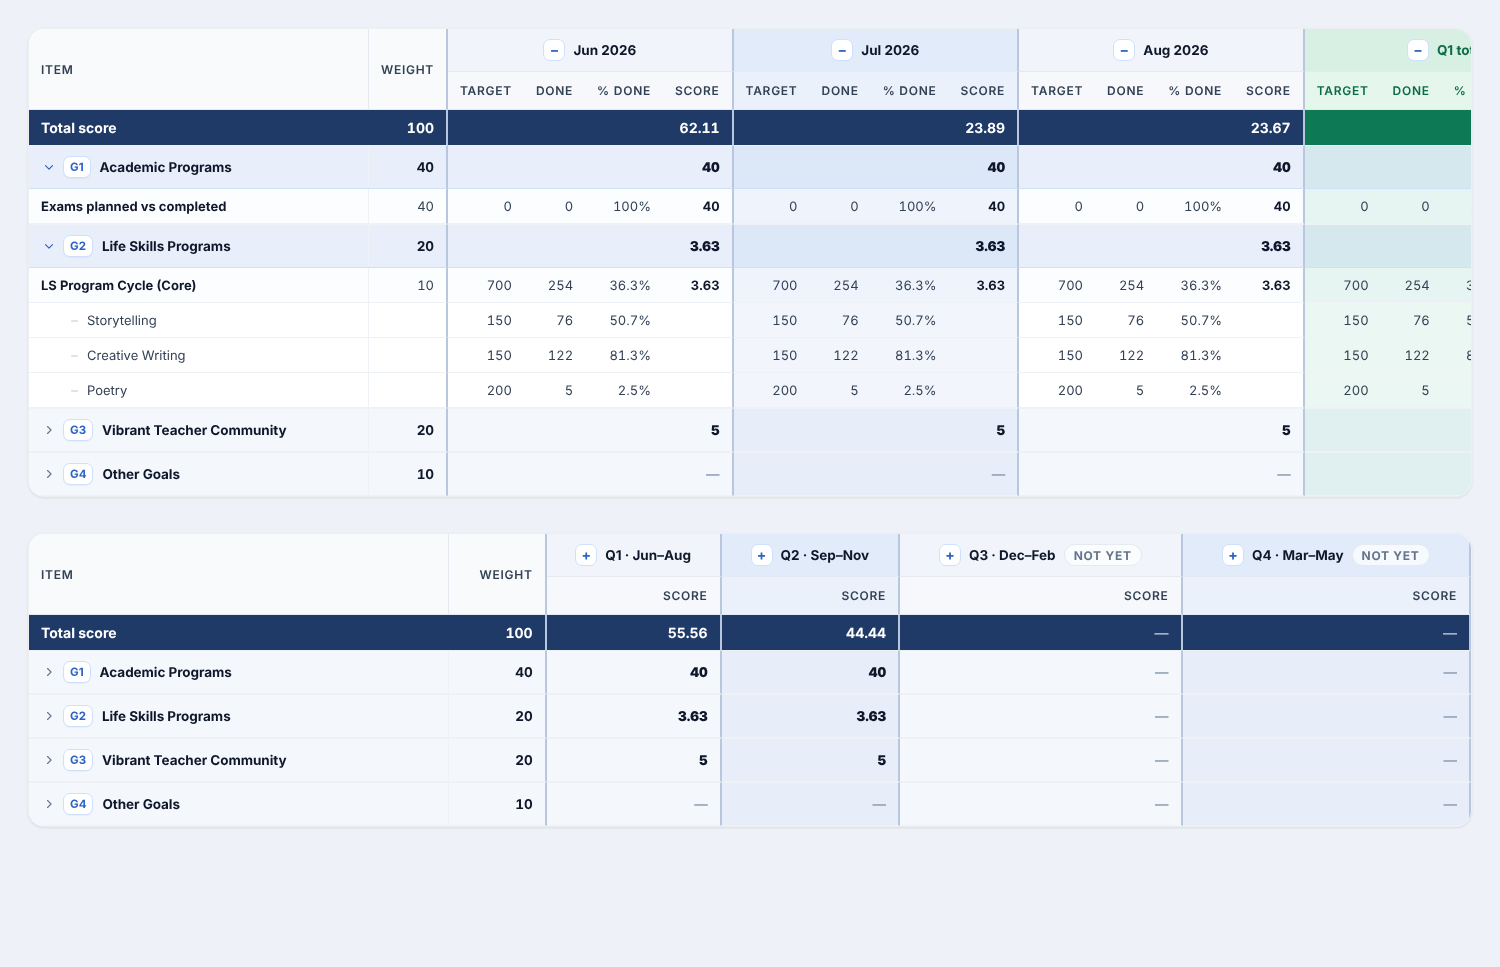 ITEM WEIGHT − Jun 2026 − Jul 2026 − Aug 2026 − Q1
TARGET DONE % DONE SCORE TARGET DONE % DONE SCORE TARGET DONE % DONE SCORE TARGET DONE %
Total score 100 62.11 23.89 23.67
G1 Academic Programs 40 40 40 40
Exams planned vs completed 40 0 0 100% 40 0 0 100% 40 0 0 100% 40 0 0
G2 Life Skills Programs 20 3.63 3.63 3.63
LS Program Cycle (Core) 10 700 254 36.3% 3.63 700 254 36.3% 3.63 700 254 36.3% 3.63 700 254
– Storytelling 150 76 50.7% 150 76 50.7% 150 76 50.7% 150 76
– Creative Writing 150 122 81.3% 150 122 81.3% 150 122 81.3% 150 122
– Poetry 200 5 2.5% 200 5 2.5% 200 5 2.5% 200 5
G3 Vibrant Teacher Community 20 5 5 5
G4 Other Goals 10 — — —
ITEM WEIGHT + Q1 · Jun–Aug + Q2 · Sep–Nov + Q3 · Dec–Feb NOT YET + Q4 · Mar–May NOT YET
SCORE SCORE SCORE SCORE
Total score 100 55.56 44.44 — —
G1 Academic Programs 40 40 40 — —
G2 Life Skills Programs 20 3.63 3.63 — —
G3 Vibrant Teacher Community 20 5 5 — —
G4 Other Goals 10 — — — —